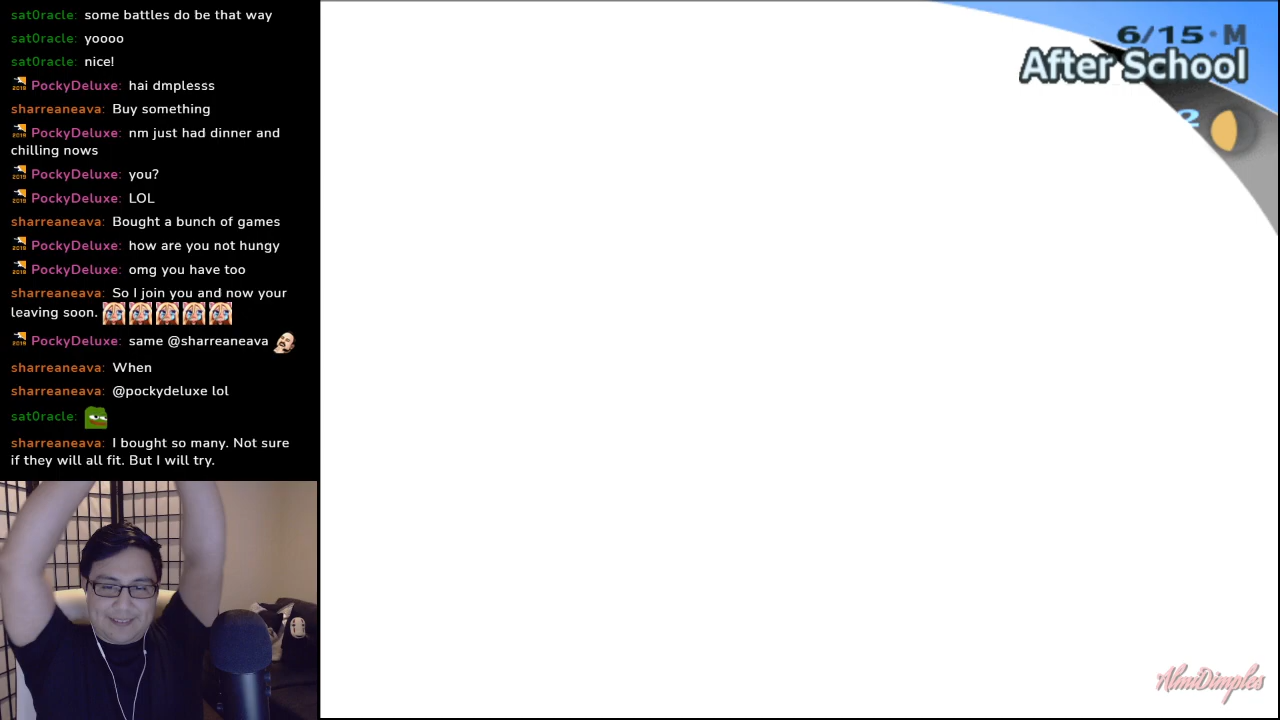 sat0racle: some battles do be that way
sat0racle: yoooo
sat0racle: nice!
PockyDeluxe: hai dmplesss
sharreaneava: Buy something
PockyDeluxe: nm just had dinner and
chilling nows
PockyDeluxe: you?
PockyDeluxe: LOL
sharreaneava: Bought a bunch of games
PockyDeluxe: how are you not hungy
PockyDeluxe: omg you have too
sharreaneava: So I join you and now your
leaving soon.
PockyDeluxe: same @sharreaneava
sharreaneava: When
sharreaneava: @pockydeluxe lol
sat0racle:
sharreaneava: I bought so many. Not sure
if they will all fit. But I will try.
6/15·M
After School
2
AlmiDimples